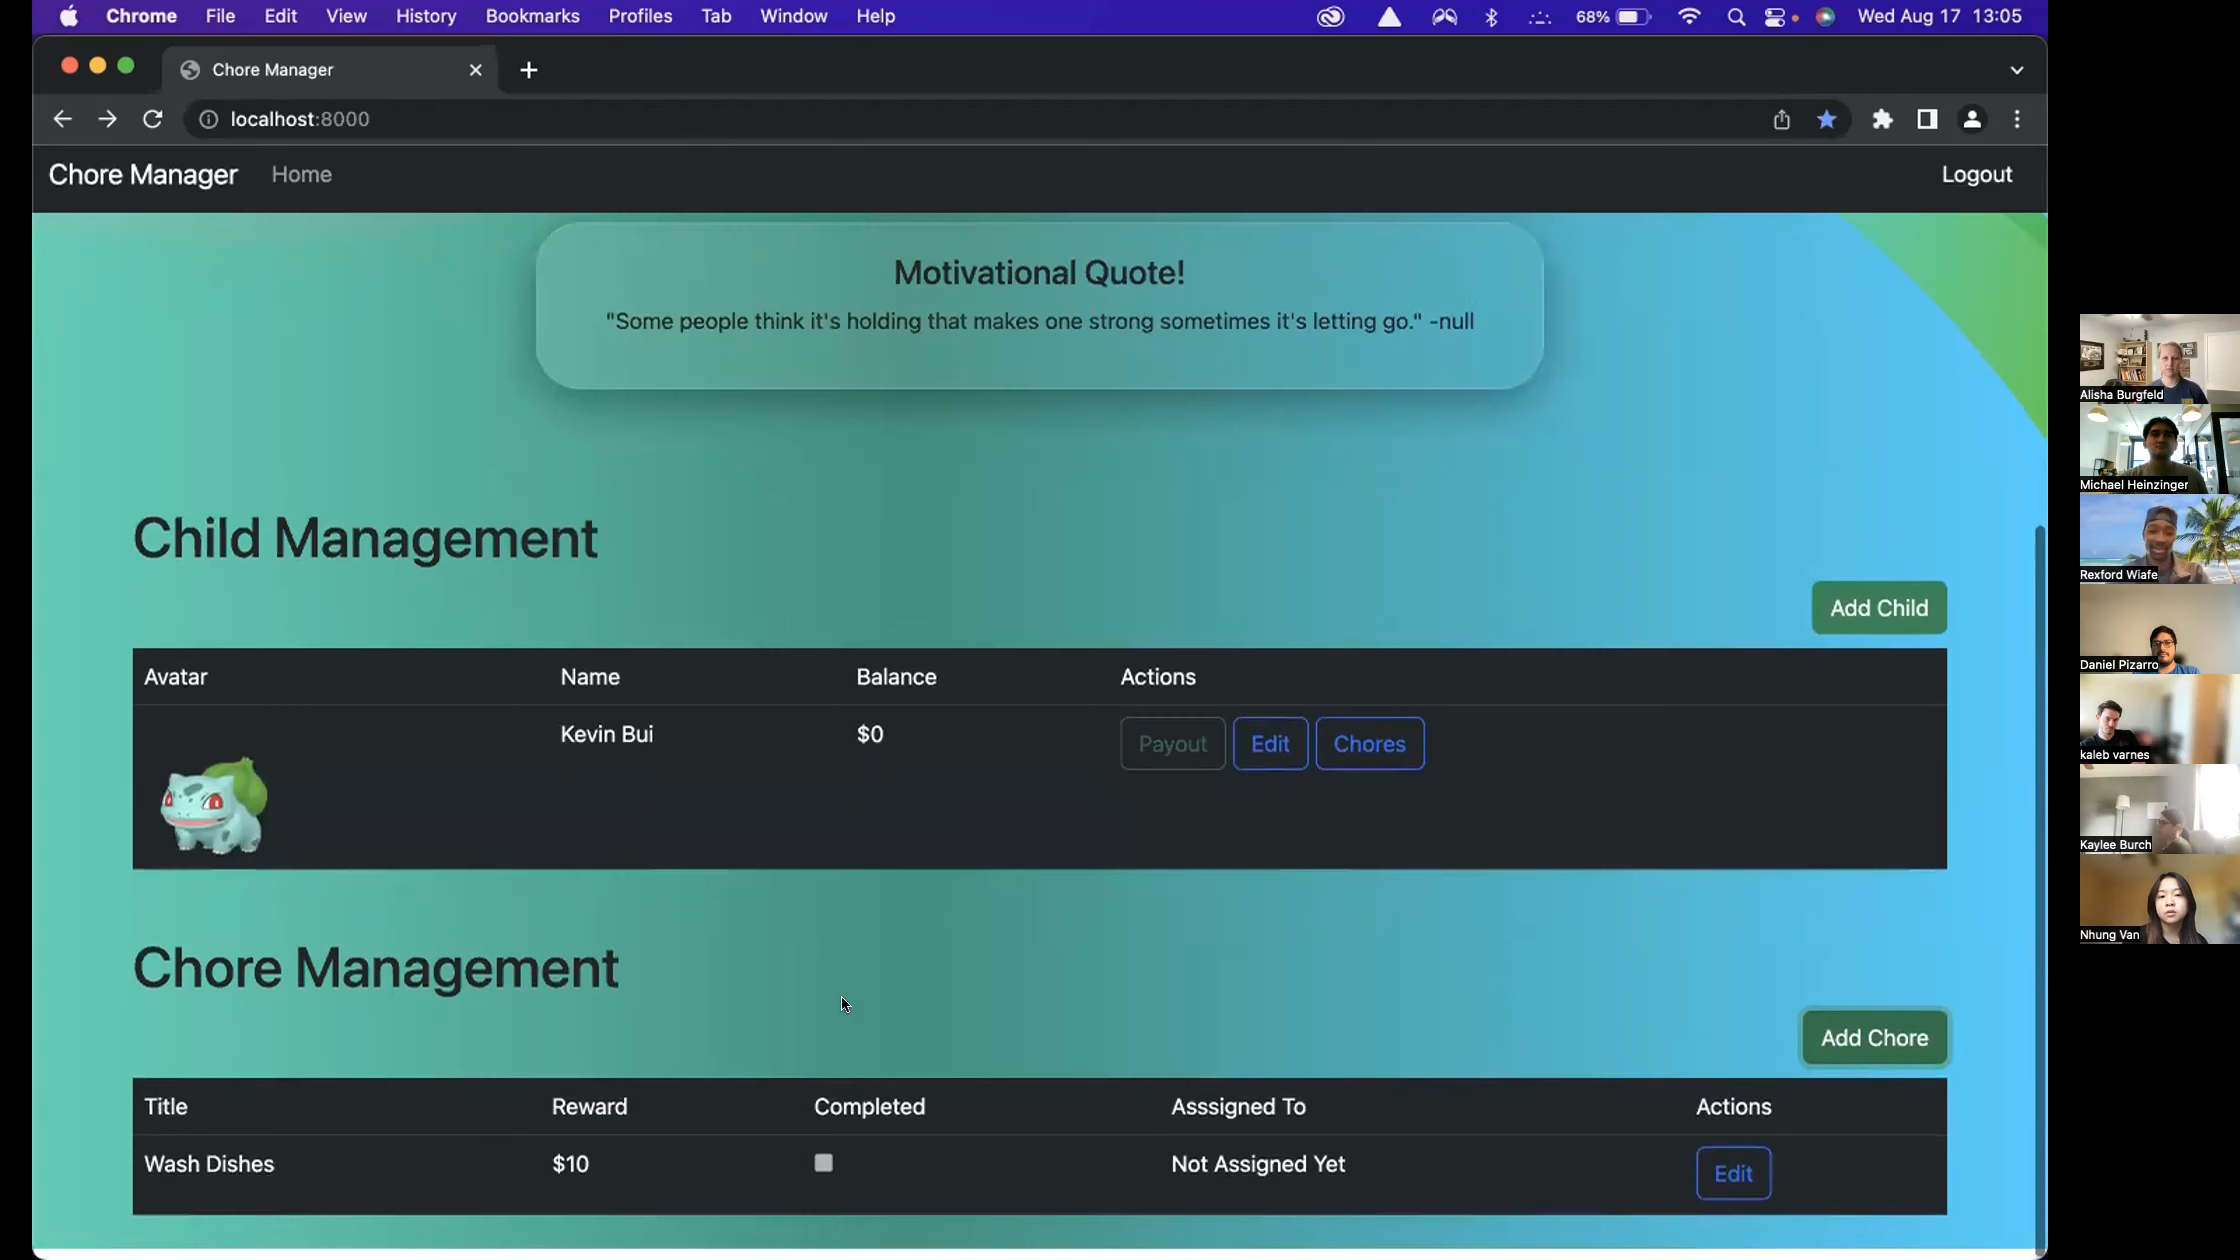 Chrome File Edit View History Bookmarks Profiles Tab Window Help 68% Wed Aug 17 13:05
Chore Manager
localhost:8000
Chore Manager Home Logout
Motivational Quote!
"Some people think it's holding that makes one strong sometimes it's letting go." -null
Child Management
Add Child
Avatar Name Balance Actions
Kevin Bui $0 Payout Edit Chores
Chore Management
Add Chore
Title Reward Completed Asssigned To Actions
Wash Dishes $10 Not Assigned Yet Edit
Alisha Burgfeld
Michael Heinzinger
Rexford Wiafe
Daniel Pizarro
kaleb varnes
Kaylee Burch
Nhung Van